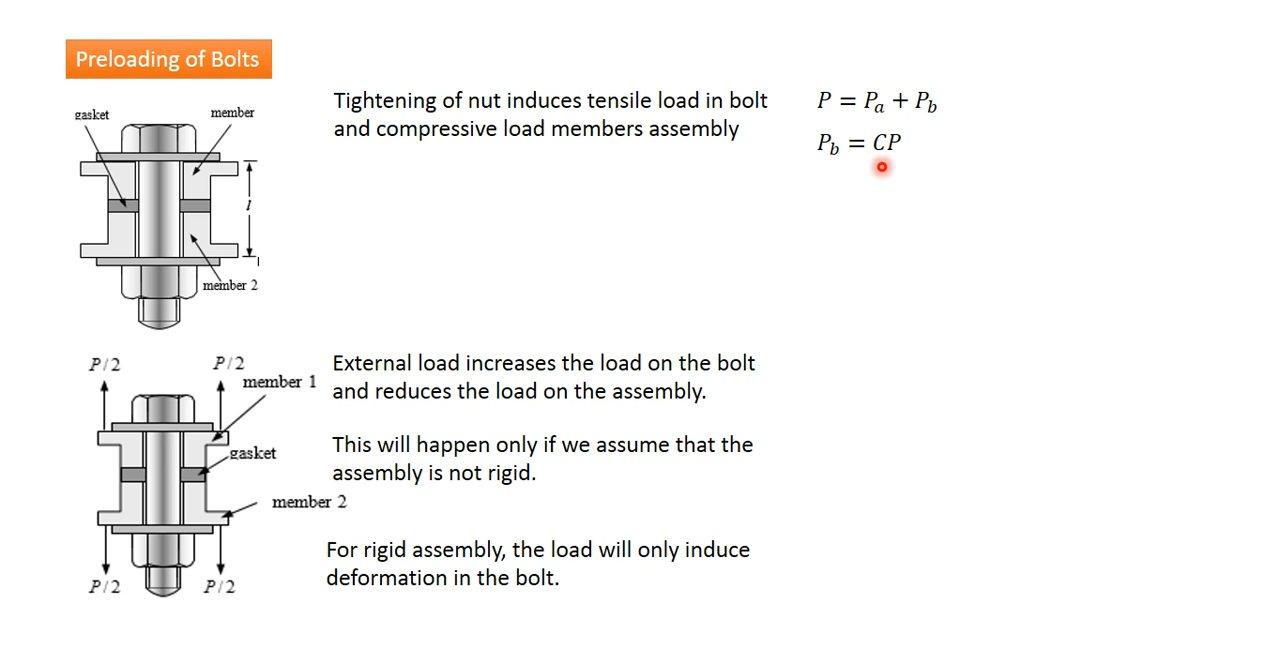 Preloading of Bolts
gasket
member
l
member 2
Tightening of nut induces tensile load in bolt
and compressive load members assembly
P = Pₐ + P_b
P_b = CP
P/2
P/2
member 1
gasket
member 2
P/2
P/2
External load increases the load on the bolt
and reduces the load on the assembly.
This will happen only if we assume that the
assembly is not rigid.
For rigid assembly, the load will only induce
deformation in the bolt.